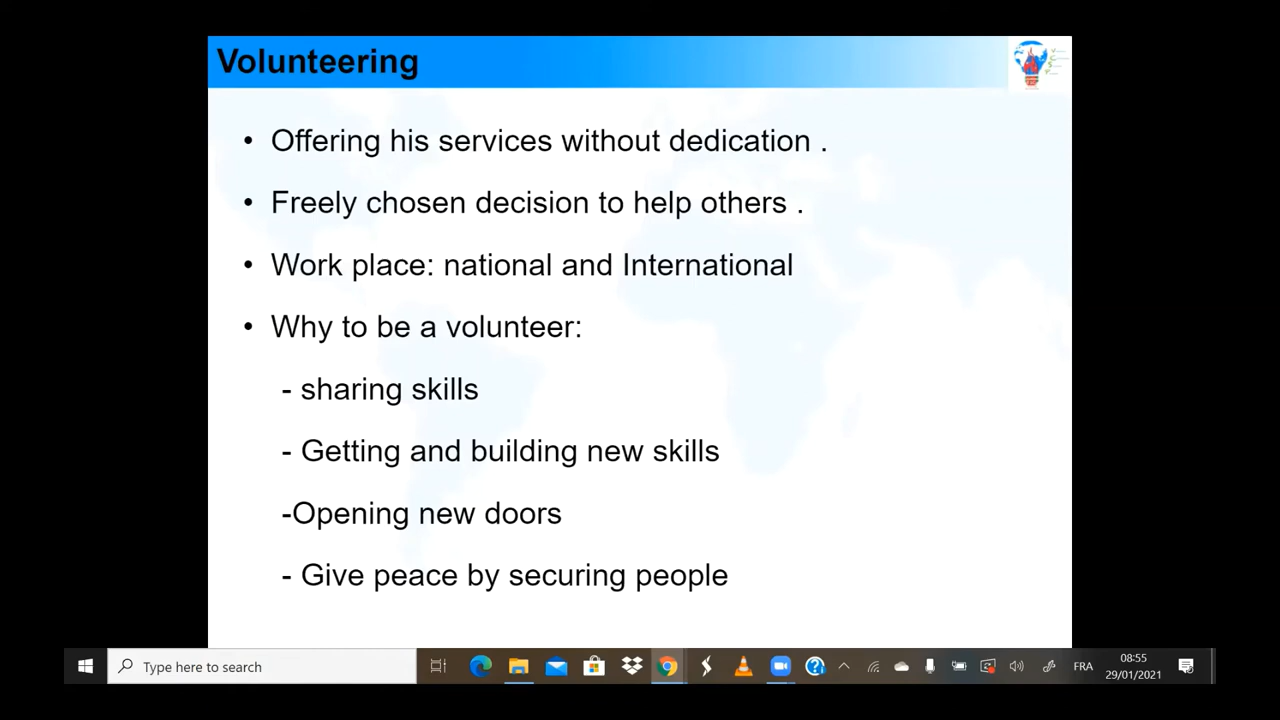 Volunteering
• Offering his services without dedication .
• Freely chosen decision to help others .
• Work place: national and International
• Why to be a volunteer:
- sharing skills
- Getting and building new skills
-Opening new doors
- Give peace by securing people
Type here to search
FRA
08:55
29/01/2021